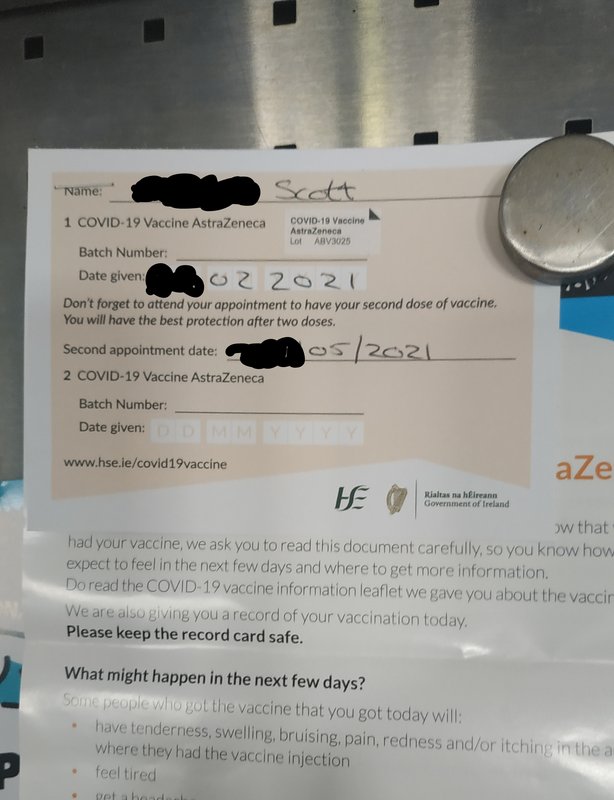 Name: Scott
1 COVID-19 Vaccine AstraZeneca
COVID-19 Vaccine
AstraZeneca
Lot ABV3025
Batch Number:
Date given: 02 2021
Don't forget to attend your appointment to have your second dose of vaccine.
You will have the best protection after two doses.
Second appointment date: /05/2021
2 COVID-19 Vaccine AstraZeneca
Batch Number:
Date given: D D M M Y Y Y Y
www.hse.ie/covid19vaccine
HSE
Rialtas na hÉireann
Government of Ireland
aZe
ow that
had your vaccine, we ask you to read this document carefully, so you know how
expect to feel in the next few days and where to get more information.
Do read the COVID-19 vaccine information leaflet we gave you about the vaccin
We are also giving you a record of your vaccination today.
Please keep the record card safe.
What might happen in the next few days?
Some people who got the vaccine that you got today will:
• have tenderness, swelling, bruising, pain, redness and/or itching in the a
where they had the vaccine injection
• feel tired
• get a headache